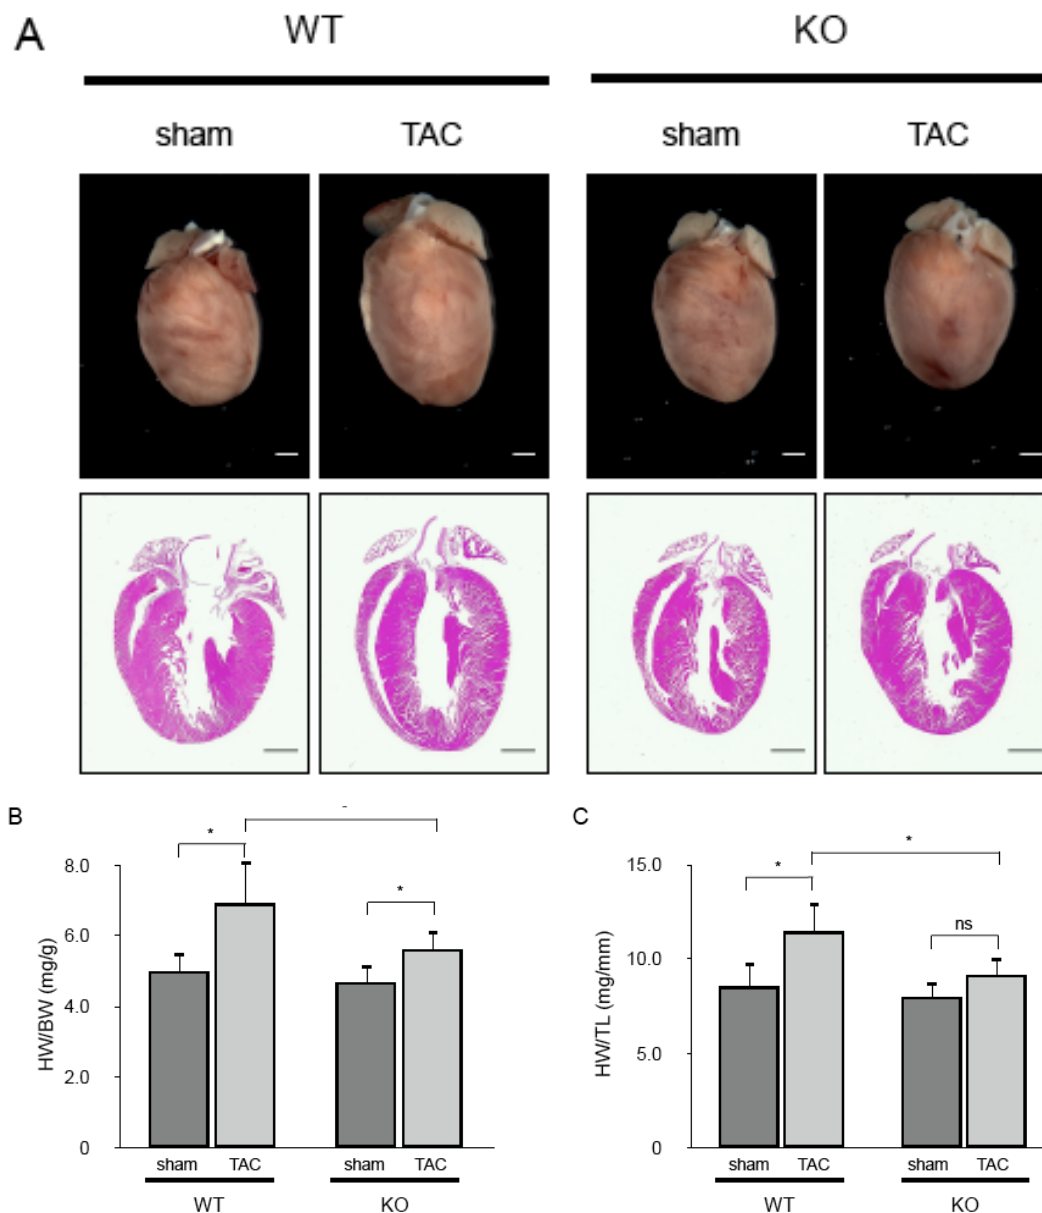 A
WT KO
sham TAC sham TAC
B
*
*
8.0
6.0
4.0
2.0
0
HW/BW (mg/g)
sham TAC sham TAC
WT KO
C
*
*
ns
15.0
10.0
5.0
0
HW/TL (mg/mm)
sham TAC sham TAC
WT KO